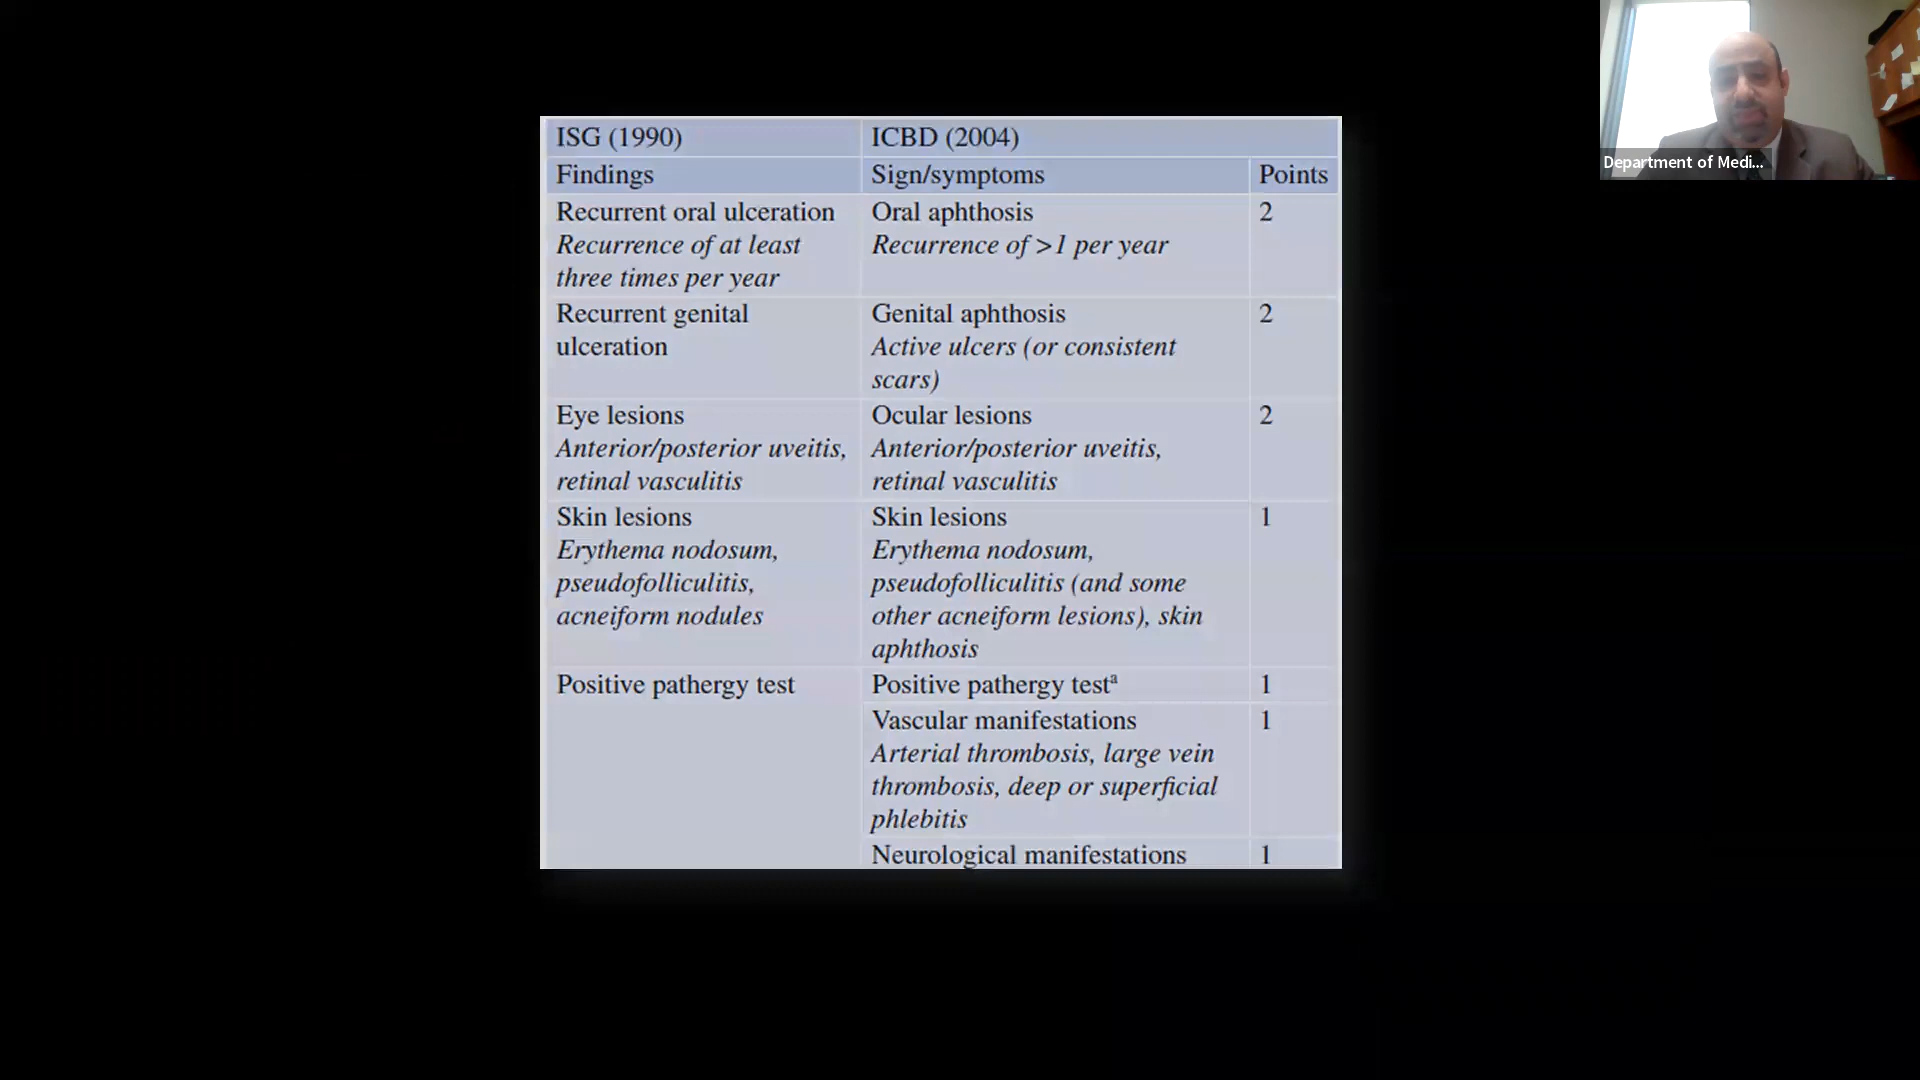 ISG (1990)
ICBD (2004)
Findings
Sign/symptoms
Points
Recurrent oral ulceration
Recurrence of at least
three times per year
Oral aphthosis
Recurrence of >1 per year
2
Recurrent genital
ulceration
Genital aphthosis
Active ulcers (or consistent
scars)
2
Eye lesions
Anterior/posterior uveitis,
retinal vasculitis
Ocular lesions
Anterior/posterior uveitis,
retinal vasculitis
2
Skin lesions
Erythema nodosum,
pseudofolliculitis,
acneiform nodules
Skin lesions
Erythema nodosum,
pseudofolliculitis (and some
other acneiform lesions), skin
aphthosis
1
Positive pathergy test
Positive pathergy testᵃ
1
Vascular manifestations
Arterial thrombosis, large vein
thrombosis, deep or superficial
phlebitis
1
Neurological manifestations
1
Department of Medi...